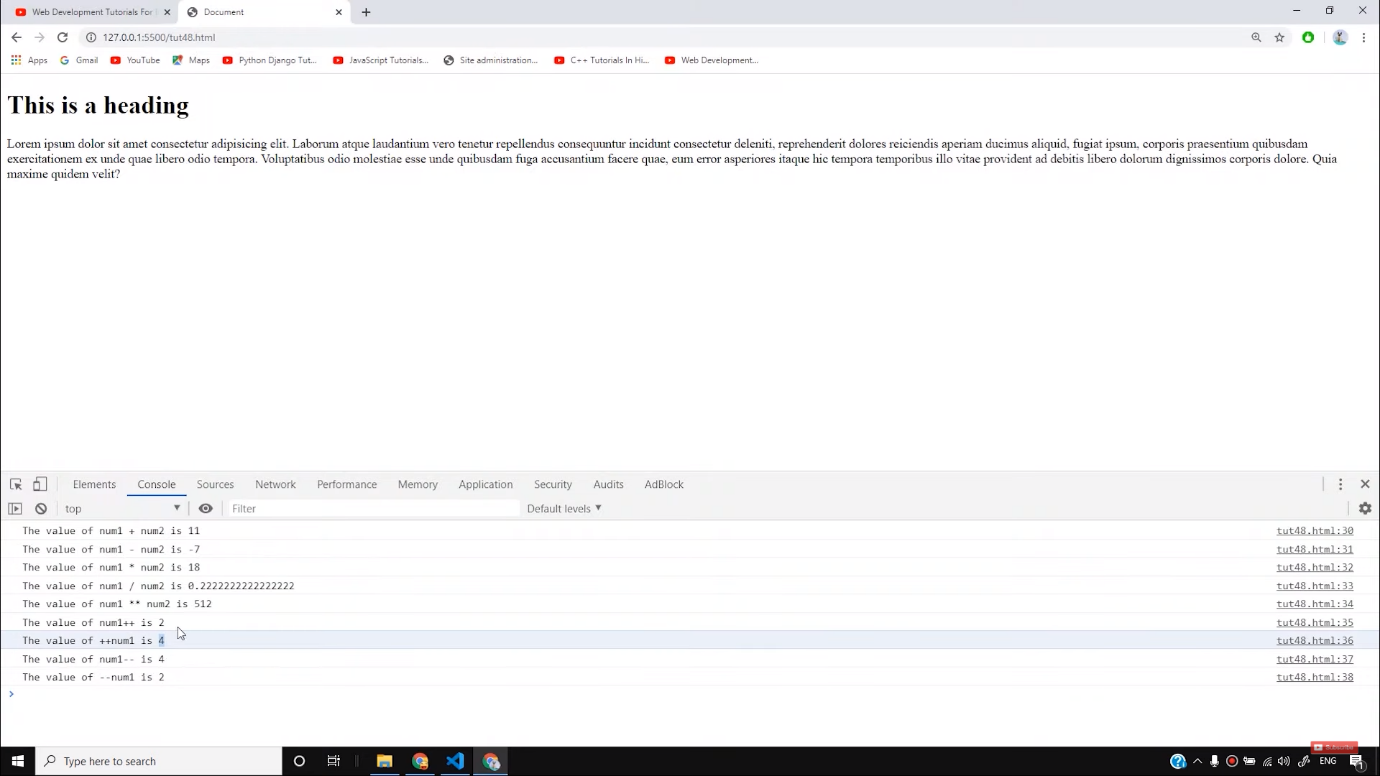 Web Development Tutorials For
Document
127.0.0.1:5500/tut48.html
Apps Gmail YouTube Maps Python Django Tut... JavaScript Tutorials... Site administration... C++ Tutorials In Hi... Web Development...
This is a heading
Lorem ipsum dolor sit amet consectetur adipisicing elit. Laborum atque laudantium vero tenetur repellendus consequuntur incidunt consectetur deleniti, reprehenderit dolores reiciendis aperiam ducimus aliquid, fugiat ipsum, corporis praesentium quibusdam
exercitationem ex unde quae libero odio tempora. Voluptatibus odio molestiae esse unde quibusdam fuga accusantium facere quae, eum error asperiores itaque hic tempora temporibus illo vitae provident ad debitis libero dolorum dignissimos corporis dolore. Quia
maxime quidem velit?
Elements Console Sources Network Performance Memory Application Security Audits AdBlock
top Filter Default levels
The value of num1 + num2 is 11 tut48.html:30
The value of num1 - num2 is -7 tut48.html:31
The value of num1 * num2 is 18 tut48.html:32
The value of num1 / num2 is 0.2222222222222222 tut48.html:33
The value of num1 ** num2 is 512 tut48.html:34
The value of num1++ is 2 tut48.html:35
The value of ++num1 is 4 tut48.html:36
The value of num1-- is 4 tut48.html:37
The value of --num1 is 2 tut48.html:38
Subscribe
Type here to search ENG 1